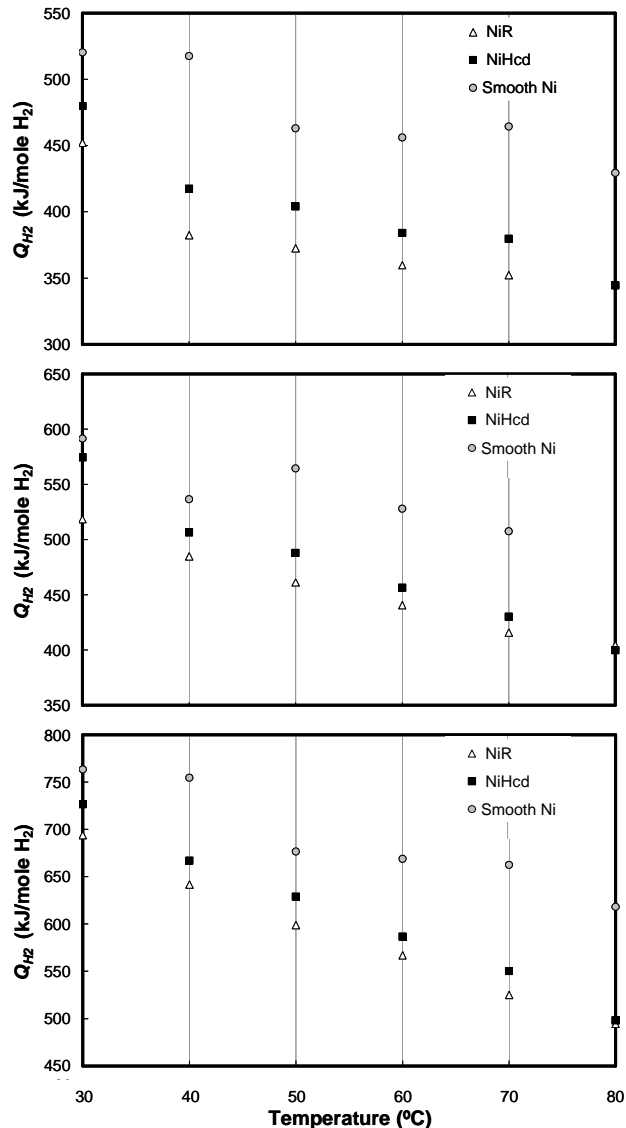 550
500
450
400
350
300
Q_H2 (kJ/mole H2)
NiR
NiHcd
Smooth Ni
650
600
550
500
450
400
350
Q_H2 (kJ/mole H2)
NiR
NiHcd
Smooth Ni
800
750
700
650
600
550
500
450
Q_H2 (kJ/mole H2)
NiR
NiHcd
Smooth Ni
30 40 50 60 70 80
Temperature (ºC)